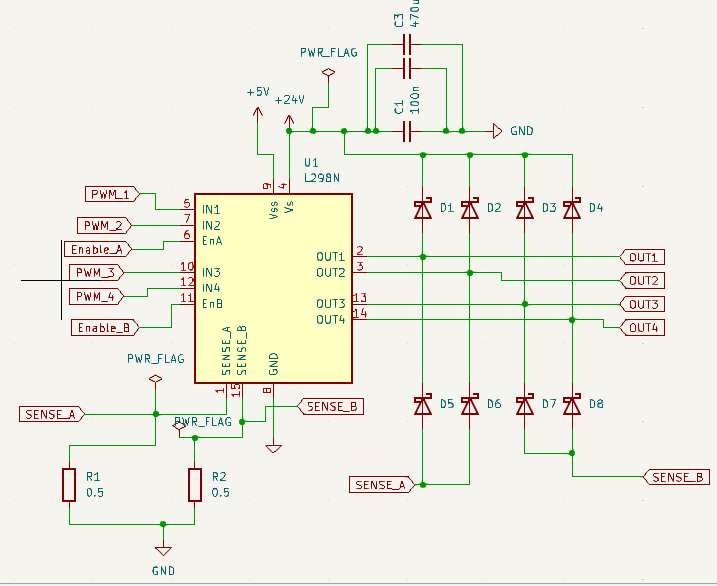 C3
470u
PWR_FLAG
+5V
+24V
C1
100n
GND
U1
L298N
PWM_1
5
IN1
9
Vss
4
Vs
D1
D2
D3
D4
PWM_2
7
IN2
Enable_A
6
EnA
OUT1
2
OUT1
PWM_3
10
IN3
OUT2
3
OUT2
PWM_4
12
IN4
Enable_B
11
EnB
OUT3
13
OUT3
OUT4
14
OUT4
SENSE_A
SENSE_B
GND
PWR_FLAG
1
15
8
SENSE_A
PWR_FLAG
SENSE_B
D5
D6
D7
D8
R1
0.5
R2
0.5
SENSE_A
SENSE_B
GND